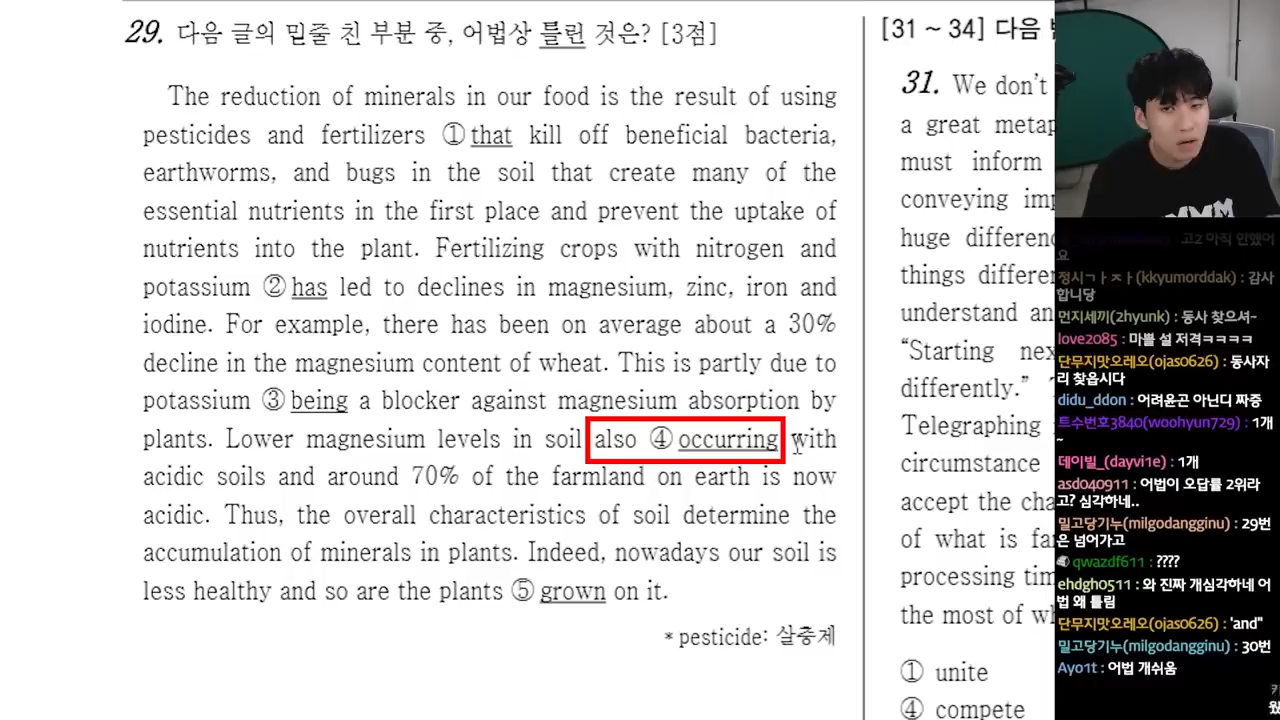 29. 다음 글의 밑줄 친 부분 중, 어법상 틀린 것은? [3점]
The reduction of minerals in our food is the result of using
pesticides and fertilizers ① that kill off beneficial bacteria,
earthworms, and bugs in the soil that create many of the
essential nutrients in the first place and prevent the uptake of
nutrients into the plant. Fertilizing crops with nitrogen and
potassium ② has led to declines in magnesium, zinc, iron and
iodine. For example, there has been on average about a 30%
decline in the magnesium content of wheat. This is partly due to
potassium ③ being a blocker against magnesium absorption by
plants. Lower magnesium levels in soil also ④ occurring with
acidic soils and around 70% of the farmland on earth is now
acidic. Thus, the overall characteristics of soil determine the
accumulation of minerals in plants. Indeed, nowadays our soil is
less healthy and so are the plants ⑤ grown on it.
* pesticide: 살충제
[31 ~ 34] 다음
31. We don't
a great
must inform
conveying
huge
things
understand an
"Starting
differently."
Telegraphing
circumstance
accept the
of what is
processing
the most of
① unite
④ compete
고2 아직 안했어
요
(kkyumorddak) : 감사
합니당
먼지세끼(2hyunk) : 동사 찾으셔~
love2085 : 마쁠 설 저격ㅋㅋㅋㅋ
단무지맛오레오(ojas0626) : 동사자
리 찾읍시다
didu_ddon : 어려윤곤 아닌디 짜증
트수번호3840(woohyun729) : 1개
~
데이빌_(dayvi1e) : 1개
asd040911 : 어법이 오답률 2위라
고? 심각하네..
밀고당기누(milgodangginu) : 29번
은 넘어가고
qwazdf611 : ????
ehdgh0511 : 와 진짜 개심각하네 어
법 왜 틀림
단무지맛오레오(ojas0626) : 'and"
밀고당기누(milgodangginu) : 30번
Ayo1t : 어법 개쉬움